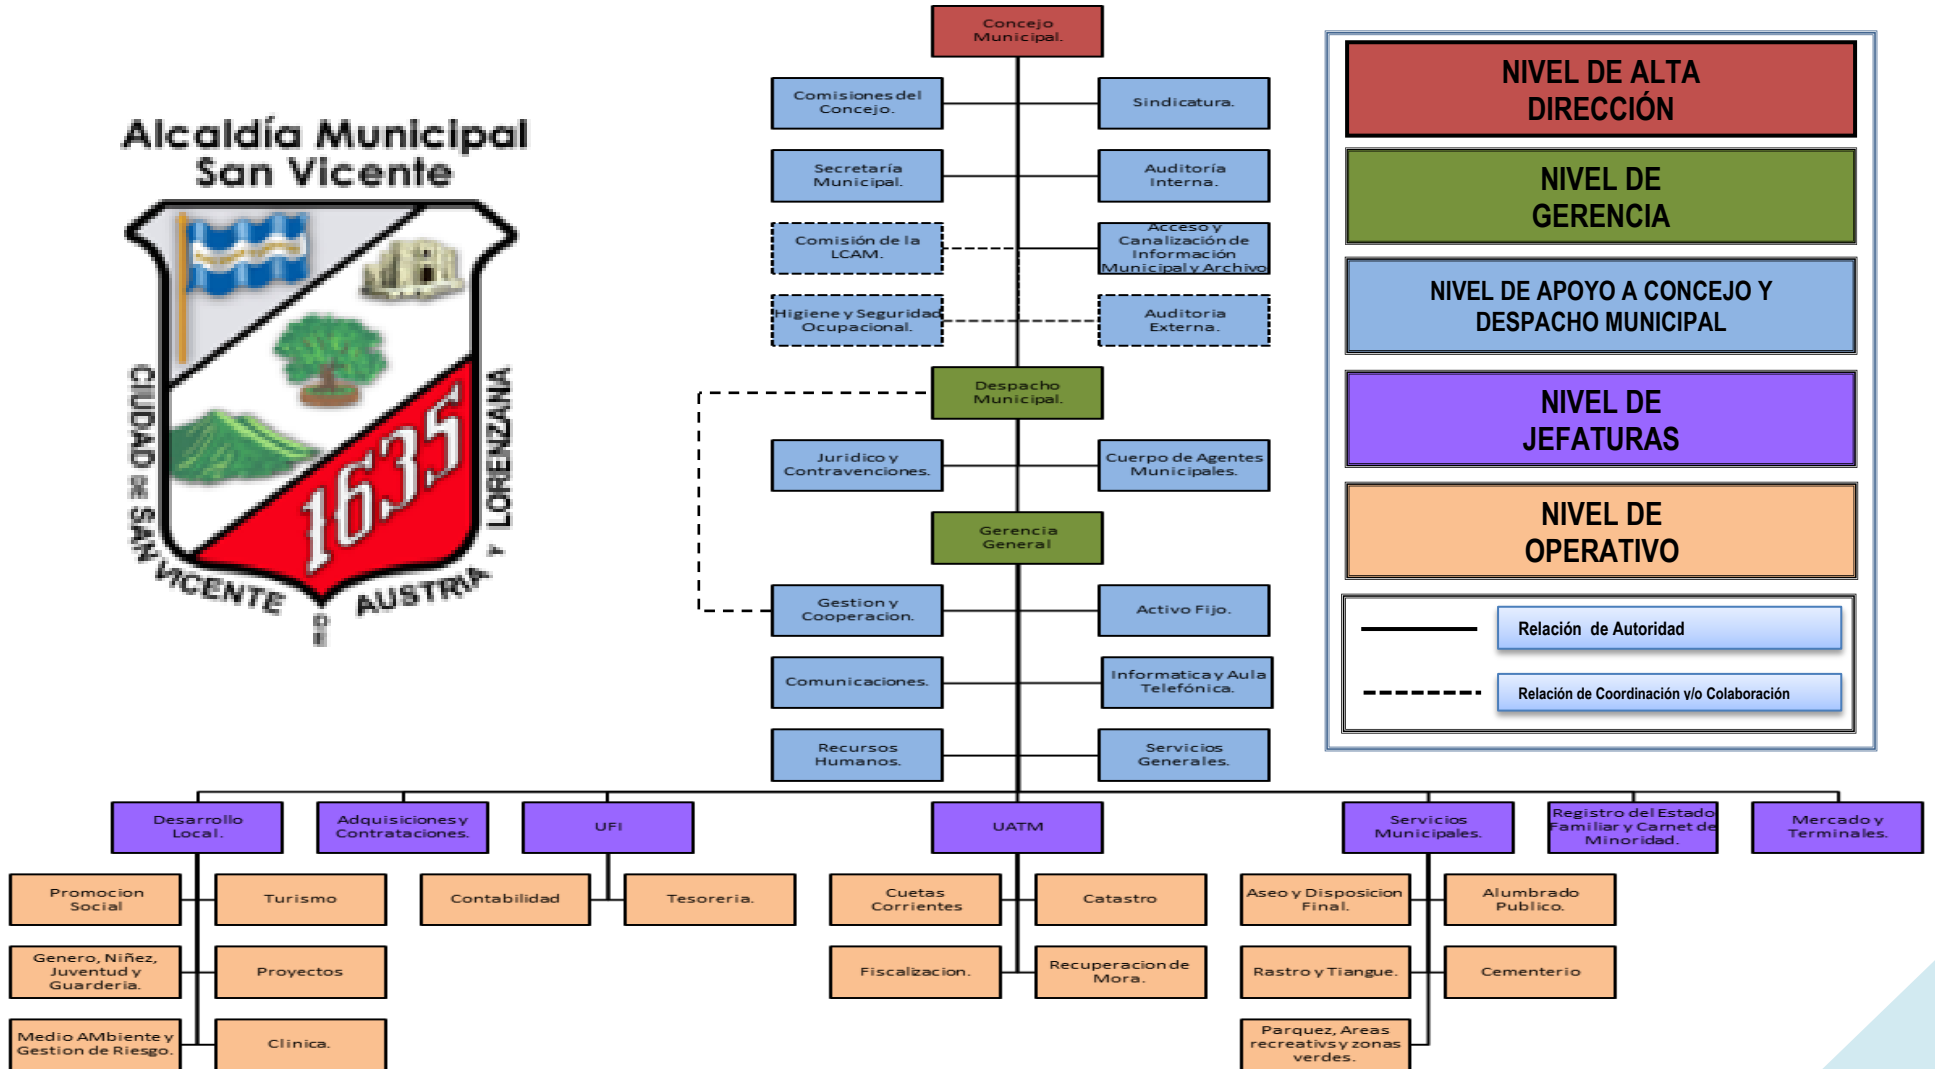 Concejo
Municipal.
Comisiones del
Concejo.
Sindicatura.
Secretaría
Municipal.
Auditoría
Interna.
Comisión de la
LCAM.
Acceso y
Canalización de
Información
Municipal y Archivo
Higiene y Seguridad
Ocupacional.
Auditoria
Externa.
Despacho
Municipal.
Juridico y
Contravenciones.
Cuerpo de Agentes
Municipales.
Gerencia
General
Gestion y
Cooperacion.
Activo Fijo.
Comunicaciones.
Informatica y Aula
Telefónica.
Recursos
Humanos.
Servicios
Generales.
Desarrollo
Local.
Adquisiciones y
Contrataciones.
UFI
UATM
Servicios
Municipales.
Registro del Estado
Familiar y Carnet de
Minoridad.
Mercado y
Terminales.
Promocion
Social
Turismo
Genero, Niñez,
Juventud y
Guarderia.
Proyectos
Medio AMbiente y
Gestion de Riesgo.
Clinica.
Contabilidad
Tesoreria.
Cuetas
Corrientes
Catastro
Fiscalizacion.
Recuperacion de
Mora.
Aseo y Disposicion
Final.
Alumbrado
Publico.
Rastro y Tiangue.
Cementerio
Parquez, Areas
recreativs y zonas
verdes.
Alcaldía Municipal
San Vicente
1635
CIUDAD DE SAN VICENTE DE AUSTRIA Y LORENZANA
NIVEL DE ALTA
DIRECCIÓN
NIVEL DE
GERENCIA
NIVEL DE APOYO A CONCEJO Y
DESPACHO MUNICIPAL
NIVEL DE
JEFATURAS
NIVEL DE
OPERATIVO
Relación de Autoridad
Relación de Coordinación y/o Colaboración